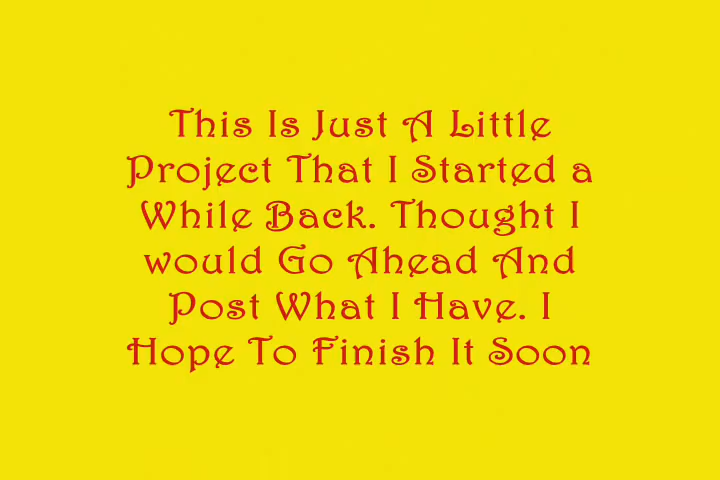 This Is Just A Little
Project That I Started a
While Back. Thought I
would Go Ahead And
Post What I Have. I
Hope To Finish It Soon